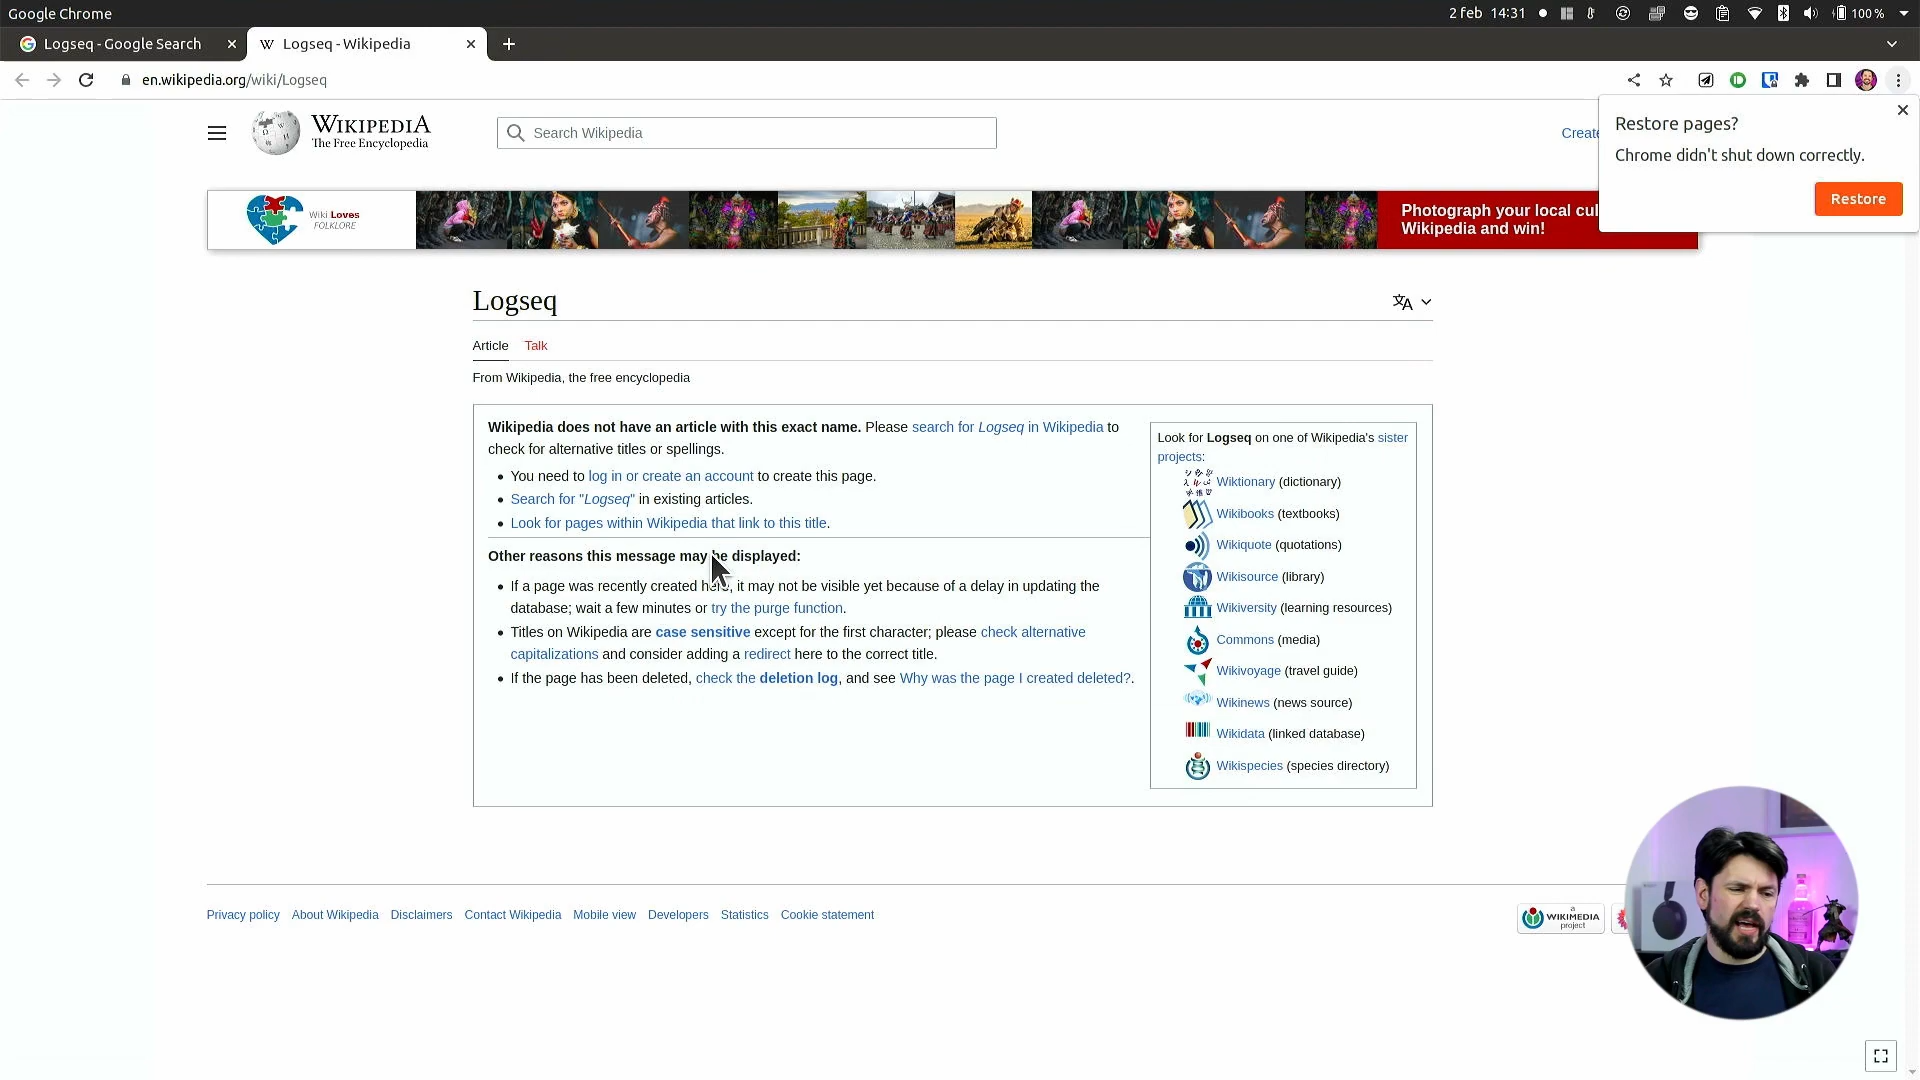 Google Chrome
2 feb 14:31
100 %
Logseq - Google Search
Logseq - Wikipedia
en.wikipedia.org/wiki/Logseq
WIKIPEDIA
The Free Encyclopedia
Search Wikipedia
Create
Restore pages?
Chrome didn't shut down correctly.
Restore
Wiki Loves
FOLKLORE
Photograph your local cul
Wikipedia and win!
Logseq
Article Talk
From Wikipedia, the free encyclopedia
Wikipedia does not have an article with this exact name. Please search for Logseq in Wikipedia to
check for alternative titles or spellings.
You need to log in or create an account to create this page.
Search for "Logseq" in existing articles.
Look for pages within Wikipedia that link to this title.
Other reasons this message may be displayed:
If a page was recently created here, it may not be visible yet because of a delay in updating the
database; wait a few minutes or try the purge function.
Titles on Wikipedia are case sensitive except for the first character; please check alternative
capitalizations and consider adding a redirect here to the correct title.
If the page has been deleted, check the deletion log, and see Why was the page I created deleted?.
Look for Logseq on one of Wikipedia's sister
projects:
Wiktionary (dictionary)
Wikibooks (textbooks)
Wikiquote (quotations)
Wikisource (library)
Wikiversity (learning resources)
Commons (media)
Wikivoyage (travel guide)
Wikinews (news source)
Wikidata (linked database)
Wikispecies (species directory)
Privacy policy About Wikipedia Disclaimers Contact Wikipedia Mobile view Developers Statistics Cookie statement
a
WIKIMEDIA
project